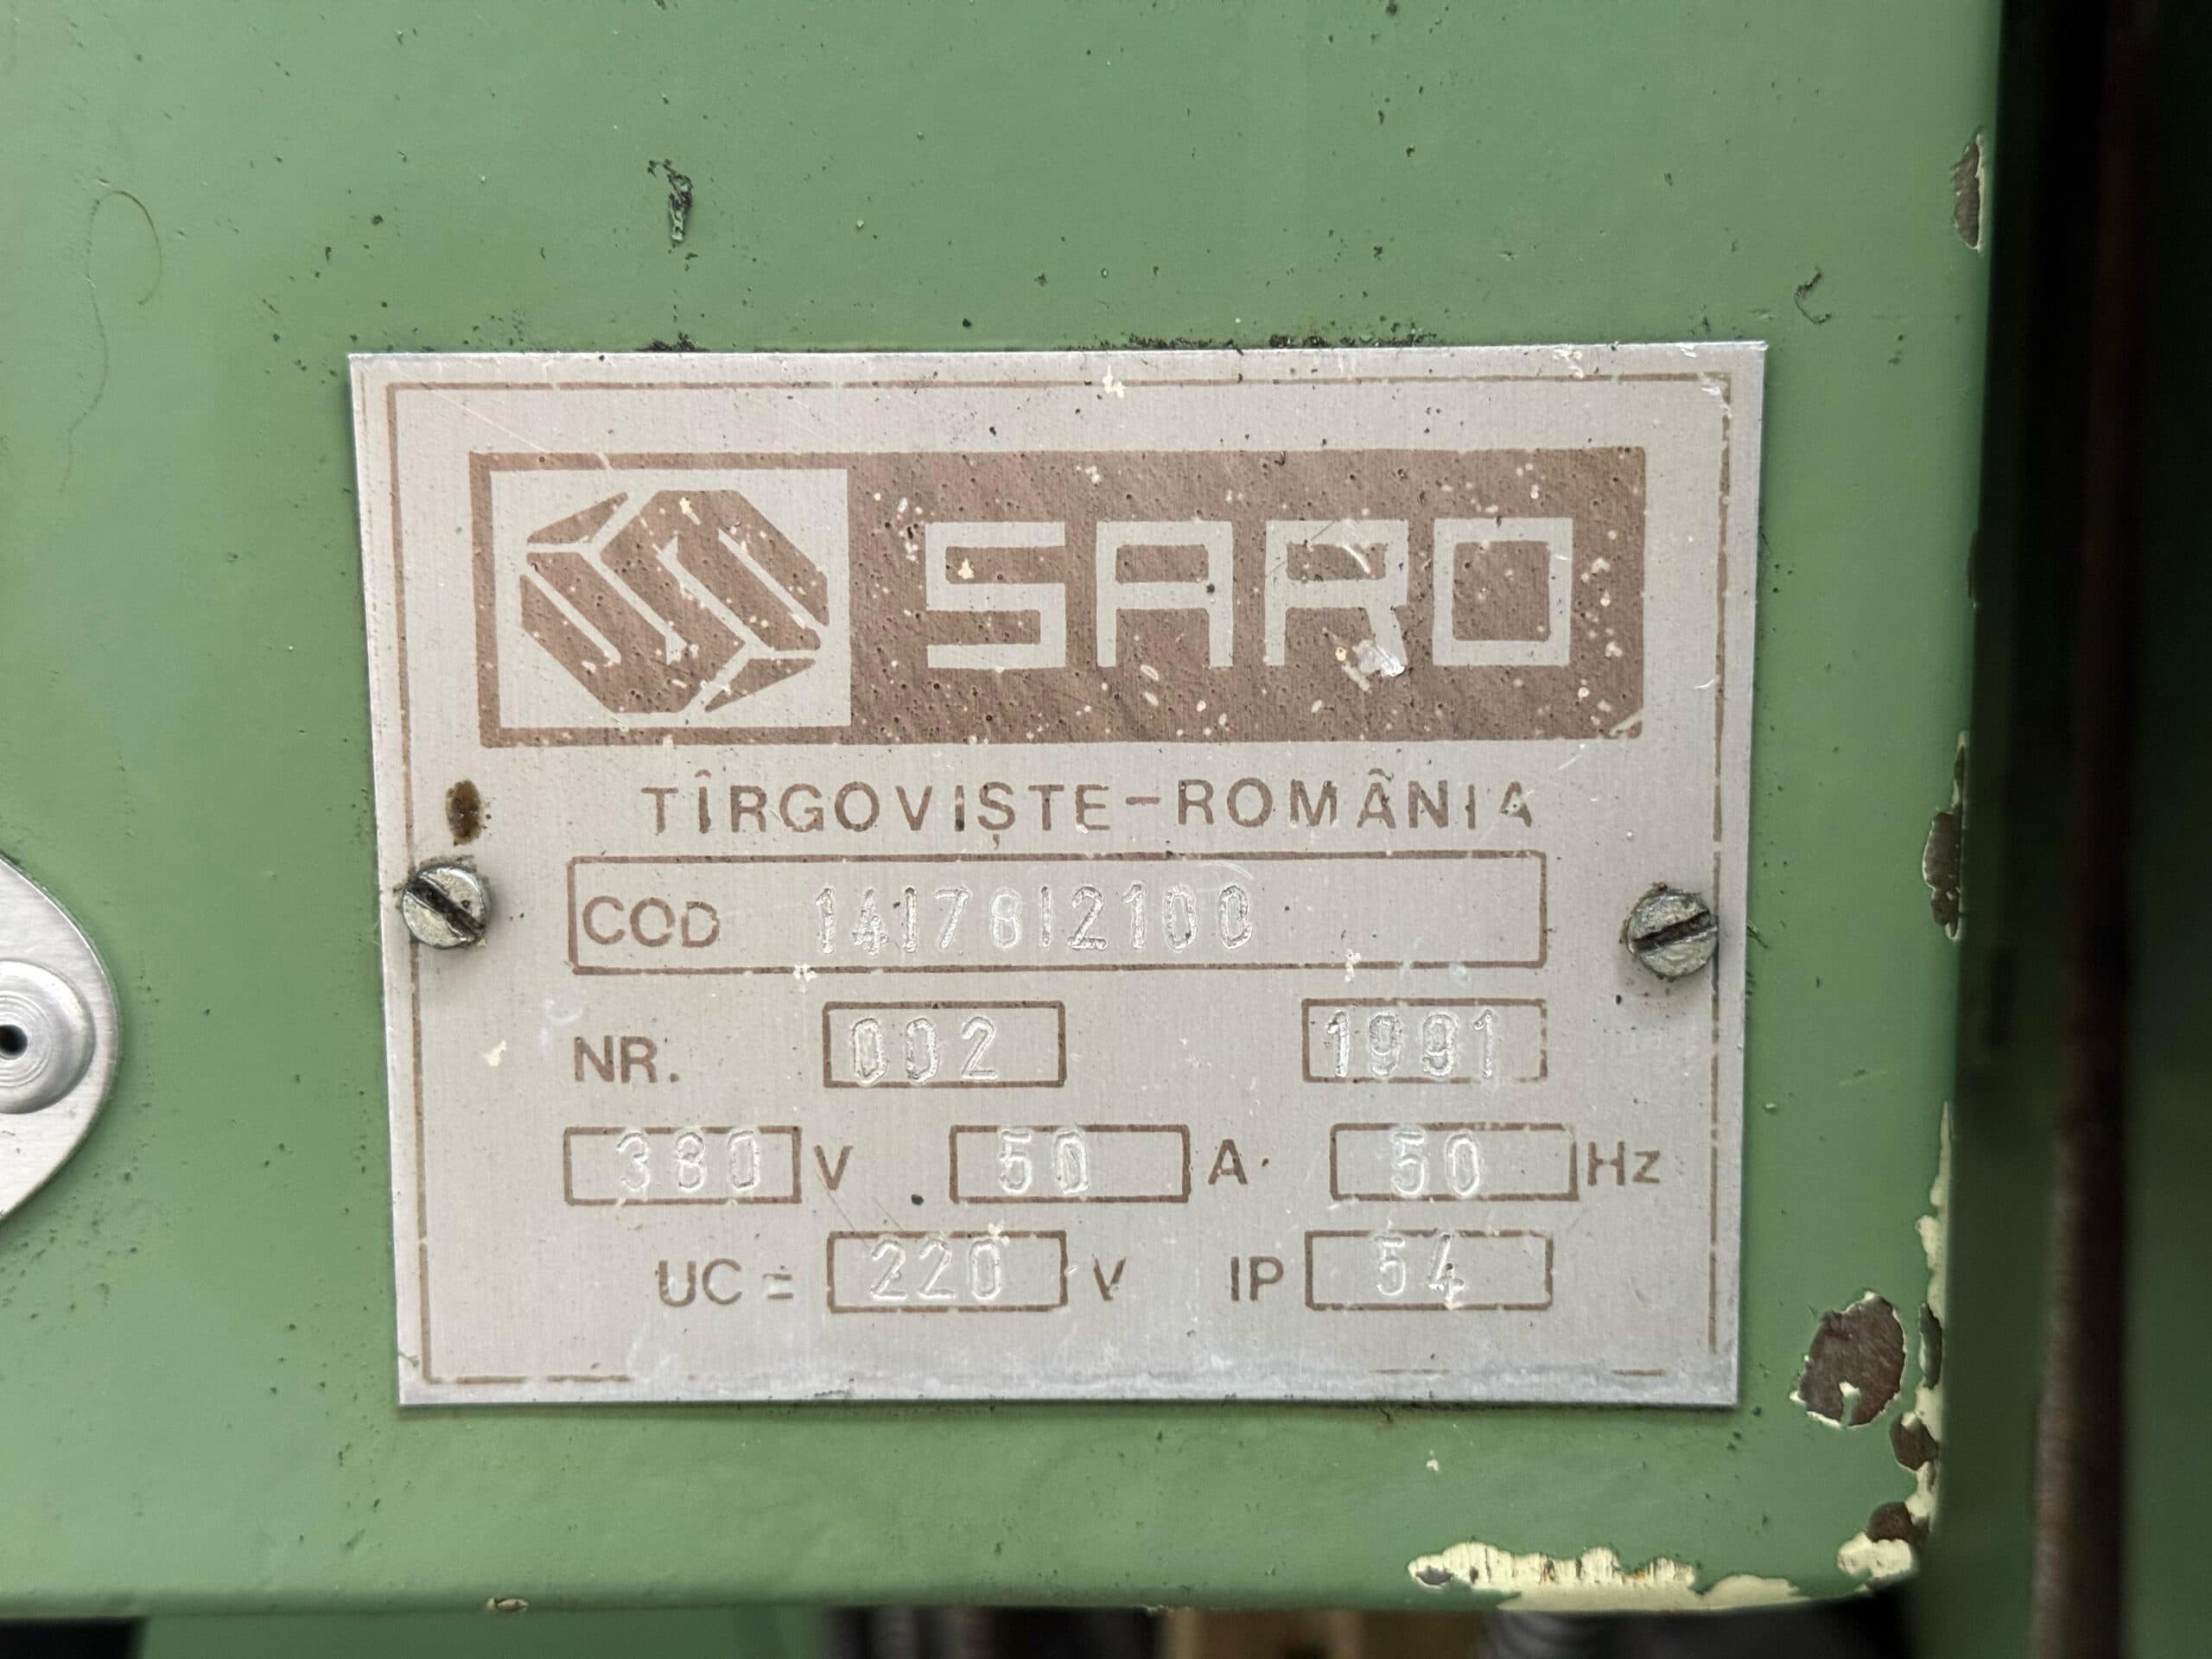 SARO
TÎRGOVIȘTE-ROMÂNIA
COD 1417812100
NR. 002 1991
380 V 50 A. 50 Hz
UC = 220 V IP 54